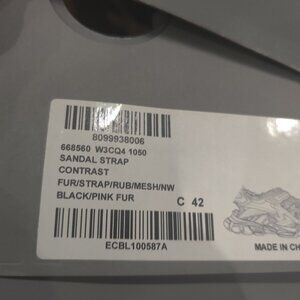 8099938006
668560 W3CQ4 1050
SANDAL STRAP
CONTRAST
FUR/STRAP/RUB/MESH/NW
BLACK/PINK FUR
C 42
ECBL100587A
MADE IN CH